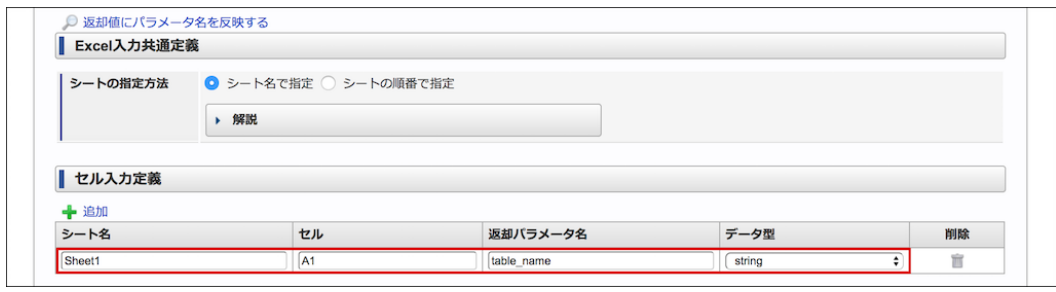 返却値にパラメータ名を反映する
Excel入力共通定義
シートの指定方法 シート名で指定 シートの順番で指定
解説
セル入力定義
追加
シート名 セル 返却パラメータ名 データ型 削除
Sheet1 A1 table_name string